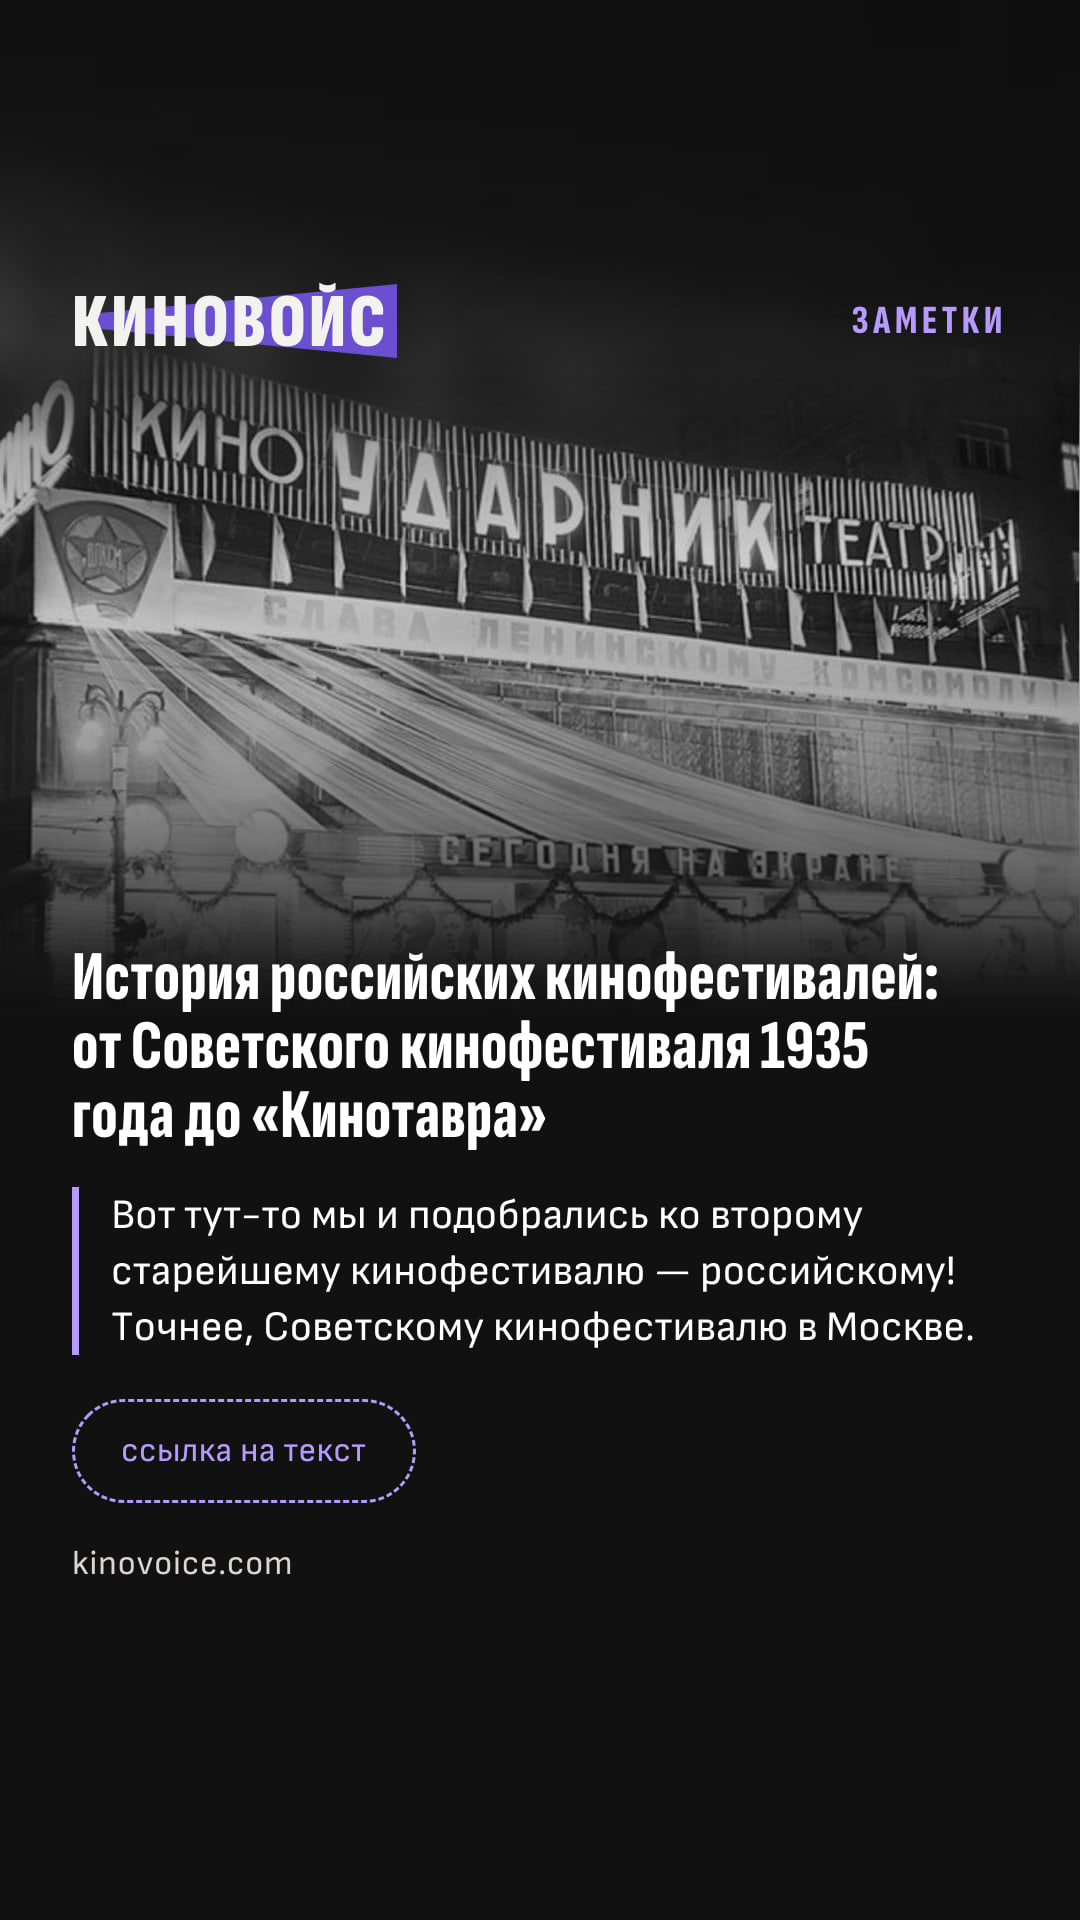 КИНОВОЙС
ЗАМЕТКИ
КИНО
КИНО УДАРНИК ТЕАТР
ВЛКСМ
СЛАВА ЛЕНИНСКОМУ КОМСОМОЛУ!
СЕГОДНЯ НА ЭКРАНЕ
История российских кинофестивалей:
от Советского кинофестиваля 1935
года до «Кинотавра»
Вот тут-то мы и подобрались ко второму
старейшему кинофестивалю — российскому!
Точнее, Советскому кинофестивалю в Москве.
ссылка на текст
kinovoice.com